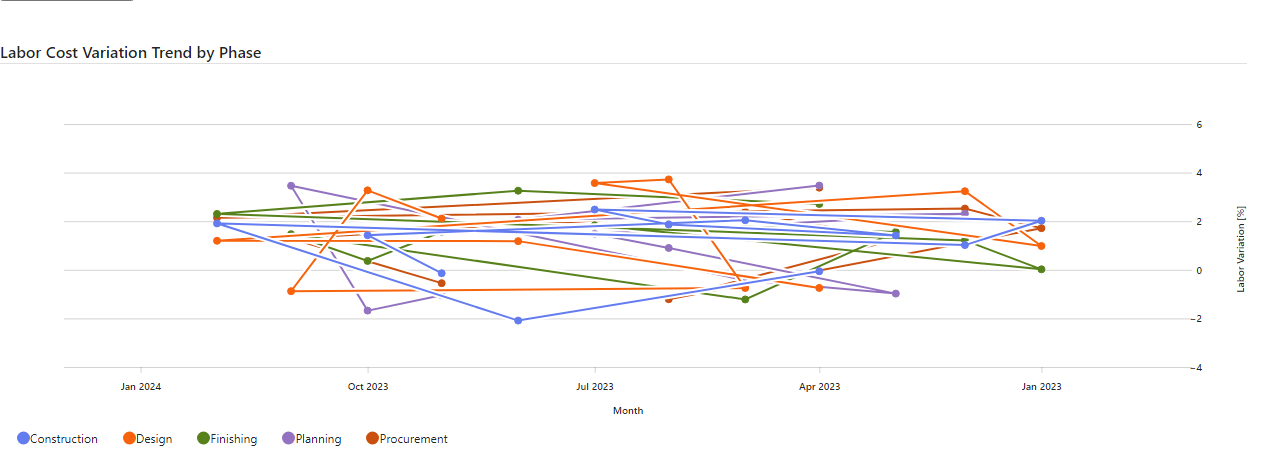 Labor Cost Variation Trend by Phase
6
4
2
0
−2
−4
Labor Variation [%]
Jan 2024 Oct 2023 Jul 2023 Apr 2023 Jan 2023
Month
Construction Design Finishing Planning Procurement